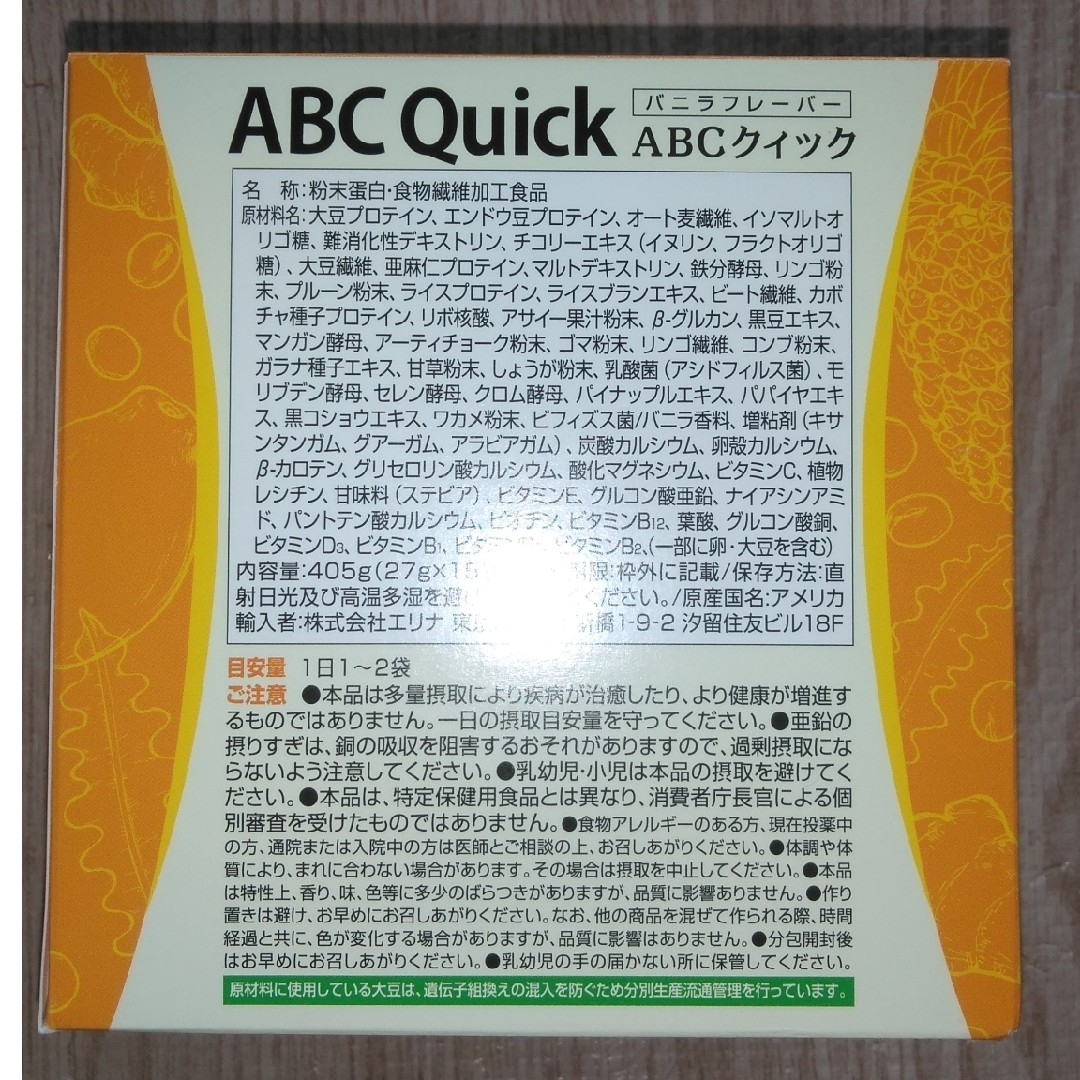 ABC Quick
バニラフレーバー
ABCクイック
名　称:粉末蛋白・食物繊維加工食品
原材料名:大豆プロテイン、エンドウ豆プロテイン、オート麦繊維、イソマルトオ
リゴ糖、難消化性デキストリン、チコリーエキス(イヌリン、フラクトオリゴ
糖)、大豆繊維、亜麻仁プロテイン、マルトデキストリン、鉄分酵母、リンゴ粉
末、プルーン粉末、ライスプロテイン、ライスブランエキス、ビート繊維、カボ
チャ種子プロテイン、リボ核酸、アサイー果汁粉末、β-グルカン、黒豆エキス、
マンガン酵母、アーティチョーク粉末、ゴマ粉末、リンゴ繊維、コンブ粉末、
ガラナ種子エキス、甘草粉末、しょうが粉末、乳酸菌(アシドフィルス菌)、モ
リブデン酵母、セレン酵母、クロム酵母、パイナップルエキス、パパイヤエキ
ス、黒コショウエキス、ワカメ粉末、ビフィズス菌/バニラ香料、増粘剤(キサ
ンタンガム、グアーガム、アラビアガム)、炭酸カルシウム、卵殻カルシウム、
β-カロテン、グリセロリン酸カルシウム、酸化マグネシウム、ビタミンC、植物
レシチン、甘味料(ステビア)、ビタミンE、グルコン酸亜鉛、ナイアシンアミ
ド、パントテン酸カルシウム、ビオチン、ビタミンB12、葉酸、グルコン酸銅、
ビタミンD3、ビタミンB1、ビタミンB2、(一部に卵・大豆を含む)
内容量:405g(27g×15 限:枠外に記載/保存方法:直
射日光及び高温多湿を避 ください。/原産国名:アメリカ
輸入者:株式会社エリナ 東 新橋1-9-2 汐留住友ビル18F
目安量 1日1~2袋
ご注意 ●本品は多量摂取により疾病が治癒したり、より健康が増進す
るものではありません。一日の摂取目安量を守ってください。●亜鉛の
摂りすぎは、銅の吸収を阻害するおそれがありますので、過剰摂取にな
らないよう注意してください。●乳幼児・小児は本品の摂取を避けてく
ださい。●本品は、特定保健用食品とは異なり、消費者庁長官による個
別審査を受けたものではありません。●食物アレルギーのある方、現在投薬中
の方、通院または入院中の方は医師とご相談の上、お召しあがりください。●体調や体
質により、まれに合わない場合があります。その場合は摂取を中止してください。●本品
は特性上、香り、味、色等に多少のばらつきがありますが、品質に影響ありません。●作り
置きは避け、お早めにお召しあがりください。なお、他の商品を混ぜて作られる際、時間
経過と共に、色が変化する場合がありますが、品質に影響はありません。●分包開封後
はお早めにお召しあがりください。●乳幼児の手の届かない所に保管してください。
原材料に使用している大豆は、遺伝子組換えの混入を防ぐため分別生産流通管理を行っています。